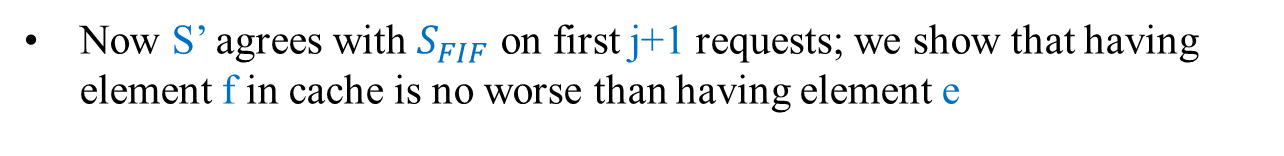 • Now S’ agrees with S_FIF on first j+1 requests; we show that having
element f in cache is no worse than having element e